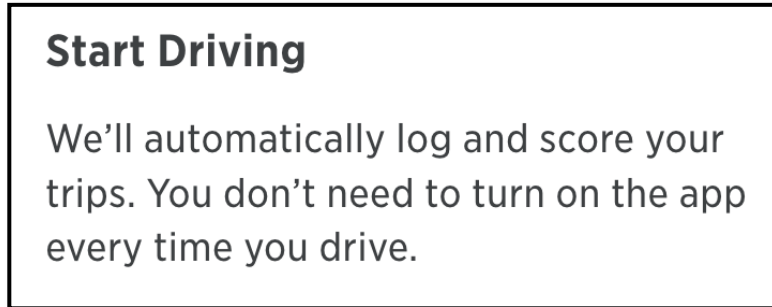 Start Driving
We’ll automatically log and score your
trips. You don’t need to turn on the app
every time you drive.